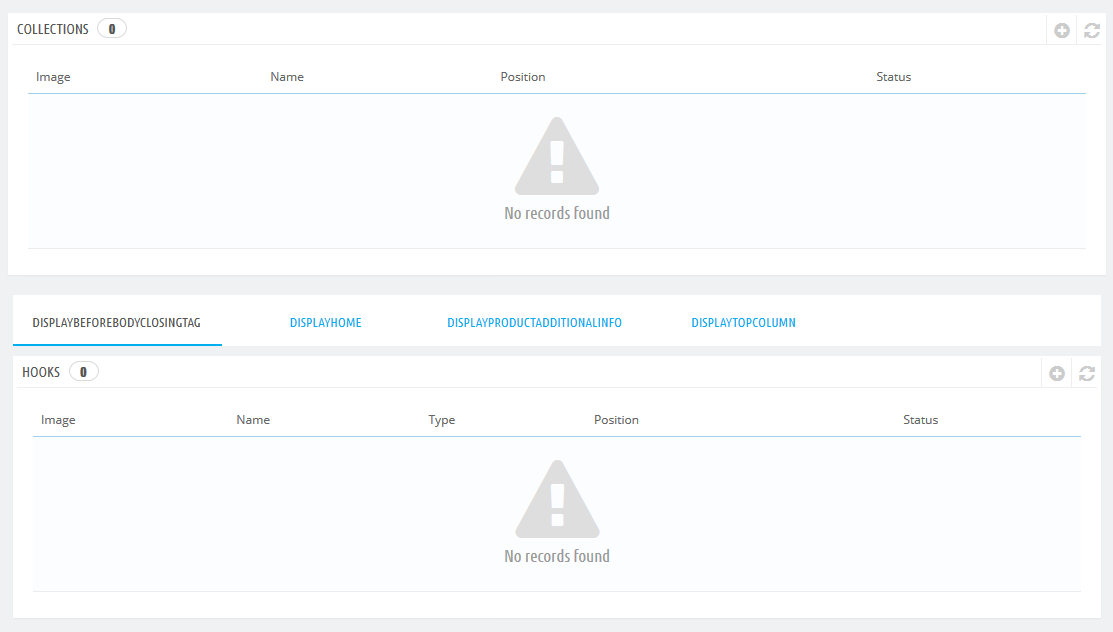 COLLECTIONS 0
Image Name Position Status
No records found
DISPLAYBEFOREBODYCLOSINGTAG DISPLAYHOME DISPLAYPRODUCTADDITIONALINFO DISPLAYTOPCOLUMN
HOOKS 0
Image Name Type Position Status
No records found